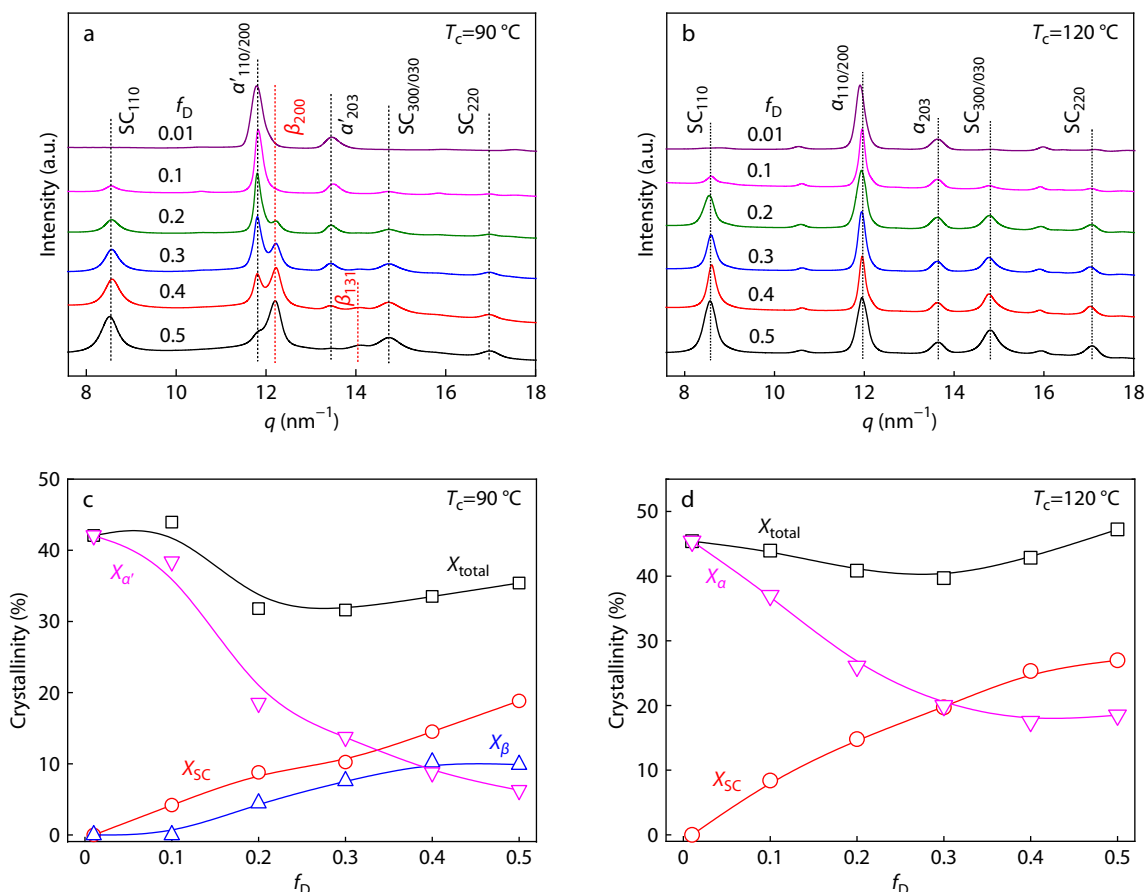 a
T_c=90 °C
SC_110
f_D
α′_110/200
β_200
α′_203
SC_300/030
SC_220
0.01
0.1
0.2
0.3
0.4
0.5
β_131
Intensity (a.u.)
8 10 12 14 16 18
q (nm⁻¹)
b
T_c=120 °C
SC_110
f_D
α_110/200
α_203
SC_300/030
SC_220
0.01
0.1
0.2
0.3
0.4
0.5
Intensity (a.u.)
8 10 12 14 16 18
q (nm⁻¹)
c
T_c=90 °C
50
40
30
20
10
0
X_α′
X_total
X_SC
X_β
Crystallinity (%)
0 0.1 0.2 0.3 0.4 0.5
f_D
d
T_c=120 °C
50
40
30
20
10
0
X_total
X_α
X_SC
Crystallinity (%)
0 0.1 0.2 0.3 0.4 0.5
f_D